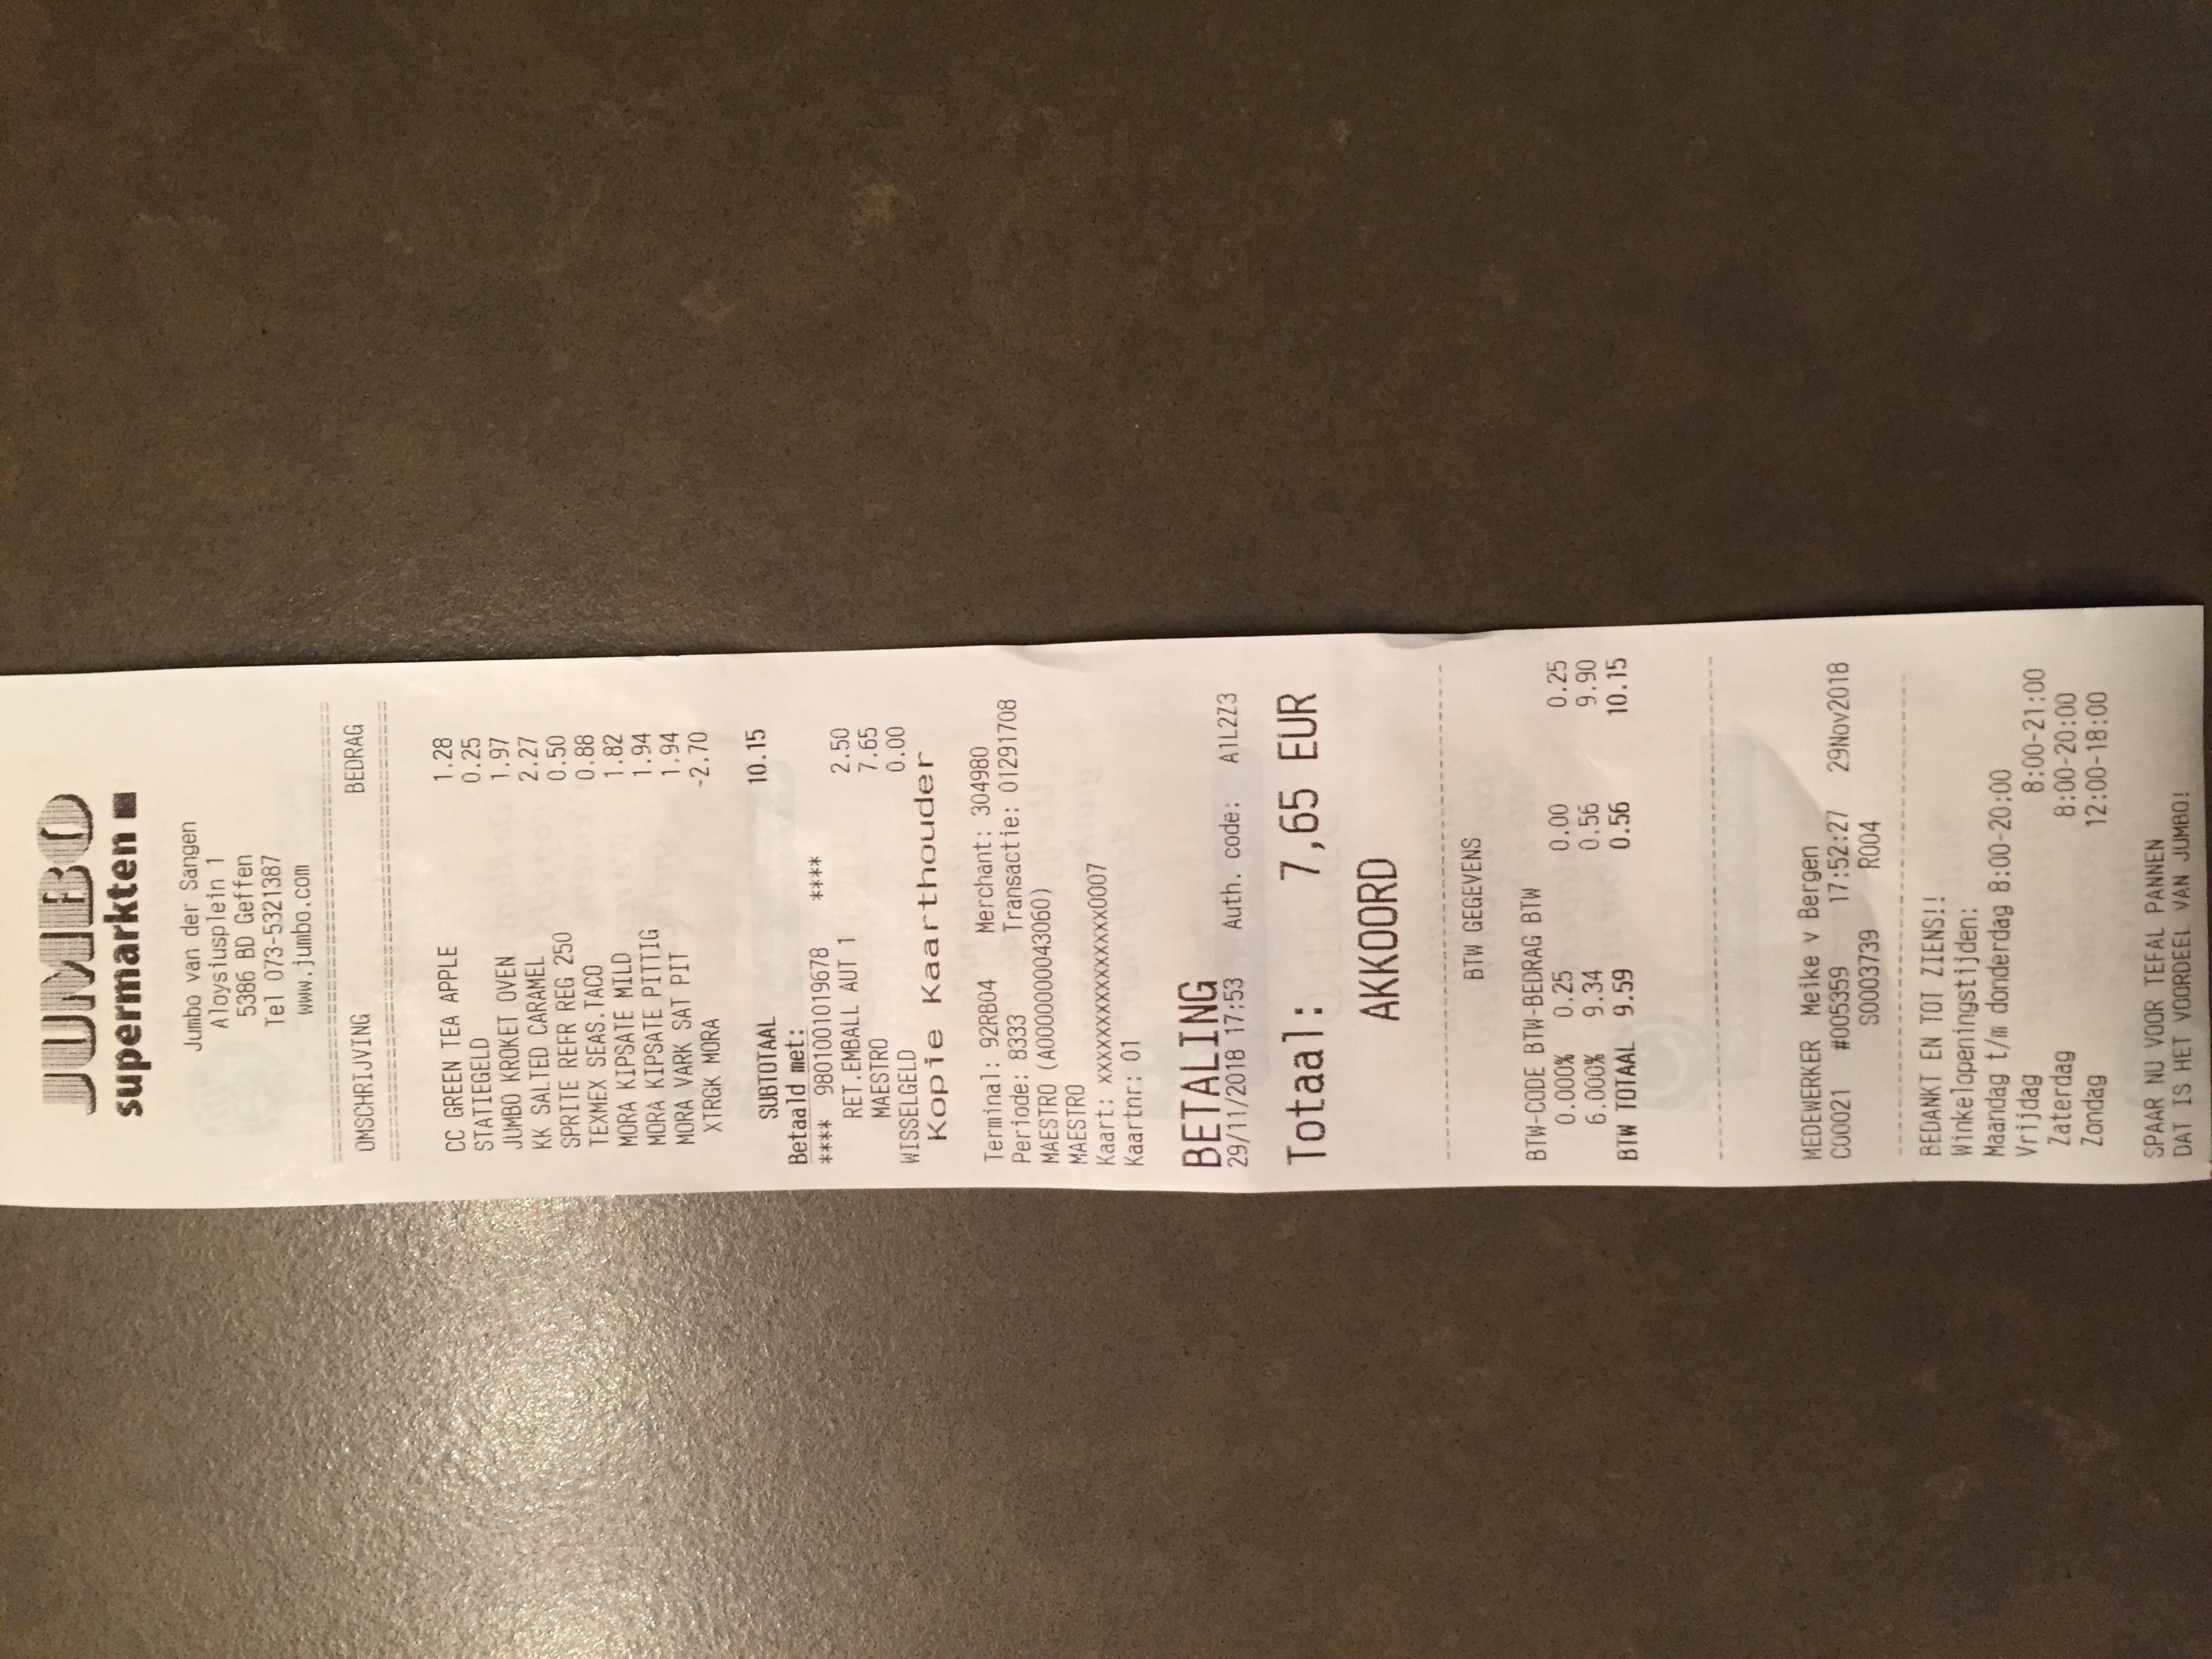 JUMBO
supermarkten
Jumbo van der Sangen
Aloysiusplein 1
5386 BD Geffen
Tel 073-5321387
www.jumbo.com
OMSCHRIJVING BEDRAG
CC GREEN TEA APPLE 1.28
STATIEGELD 0.25
JUMBO KROKET OVEN 1.97
KK SALTED CARAMEL 2.27
SPRITE REFR REG 250 0.50
TEXMEX SEAS.TACO 0.88
MORA KIPSATE MILD 1.82
MORA KIPSATE PITTIG 1.94
MORA VARK SAT PIT 1.94
XTRGK MORA -2.70
SUBTOTAAL 10.15
Betaald met:
**** 9801001019678 ****
RET.EMBALL AUT 1 2.50
MAESTRO 7.65
WISSELGELD 0.00
Kopie Kaarthouder
Terminal: 92RB04 Merchant: 304980
Periode: 8333 Transactie: 01291708
MAESTRO (A0000000043060)
MAESTRO
Kaart: xxxxxxxxxxxxxxx0007
Kaartnr: 01
BETALING
29/11/2018 17:53 Auth. code: A1L2Z3
Totaal: 7,65 EUR
AKKOORD
BTW GEGEVENS
BTW-CODE BTW-BEDRAG BTW
0.000% 0.25 0.00 0.25
6.000% 9.34 0.56 9.90
BTW TOTAAL 9.59 0.56 10.15
MEDEWERKER Meike v Bergen
C00021 #005359 17:52:27 29Nov2018
S0003739 R004
BEDANKT EN TOT ZIENS!!
Winkelopeningstijden:
Maandag t/m donderdag 8:00-20:00
Vrijdag 8:00-21:00
Zaterdag 8:00-20:00
Zondag 12:00-18:00
SPAAR NU VOOR TEFAL PANNEN
DAT IS HET VOORDEEL VAN JUMBO!